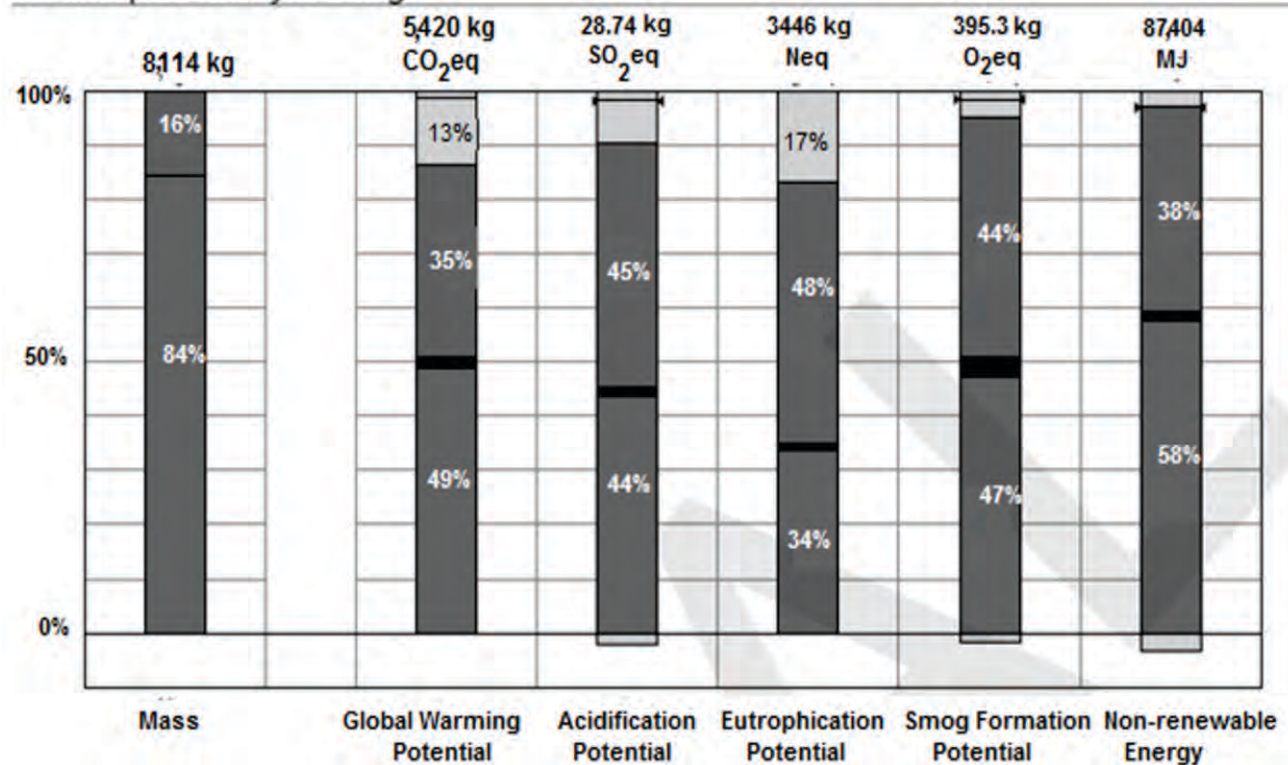 5,420 kg 28.74 kg 3446 kg 395.3 kg 87,404
8,114 kg CO2eq SO2eq Neq O2eq MJ
100%
16% 13% 17%
35% 45% 48% 44% 38%
50% 84%
49% 44% 34% 47% 58%
0%
Mass Global Warming Acidification Eutrophication Smog Formation Non-renewable
Potential Potential Potential Potential Energy